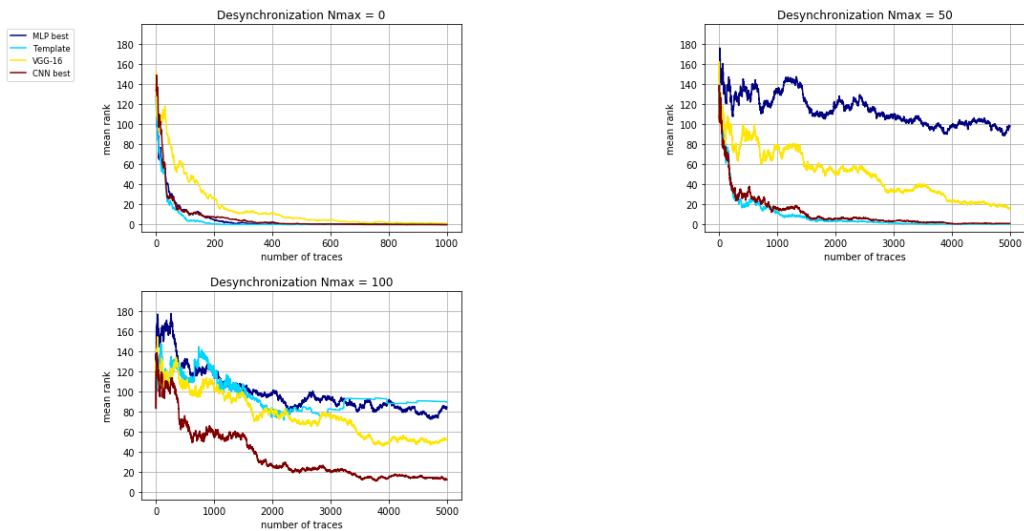 MLP best
Template
VGG-16
CNN best
Desynchronization Nmax = 0
mean rank
180
160
140
120
100
80
60
40
20
0
0 200 400 600 800 1000
number of traces
Desynchronization Nmax = 50
mean rank
180
160
140
120
100
80
60
40
20
0
0 1000 2000 3000 4000 5000
number of traces
Desynchronization Nmax = 100
mean rank
180
160
140
120
100
80
60
40
20
0
0 1000 2000 3000 4000 5000
number of traces